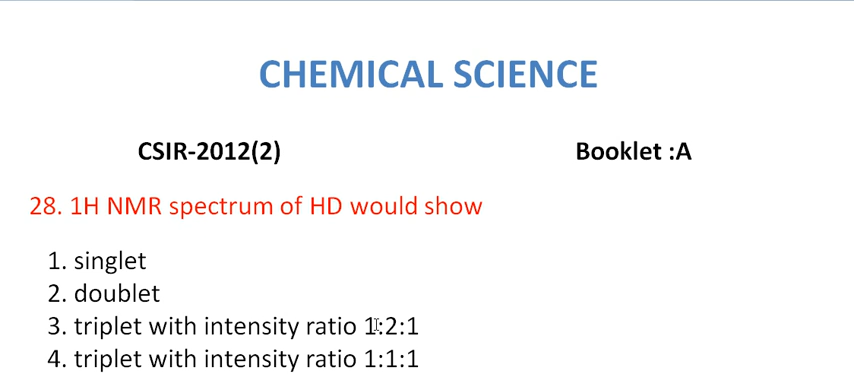 CHEMICAL SCIENCE
CSIR-2012(2) Booklet :A
28. 1H NMR spectrum of HD would show
1. singlet
2. doublet
3. triplet with intensity ratio 1:2:1
4. triplet with intensity ratio 1:1:1